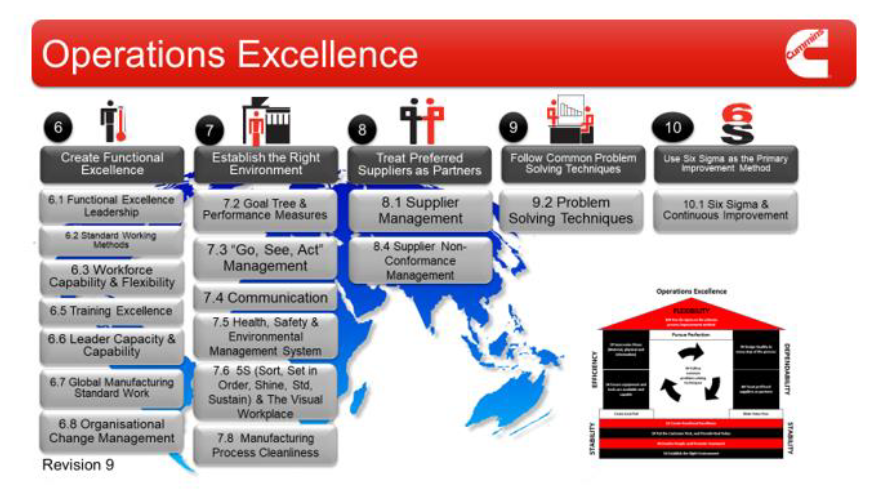 Operations Excellence
Cummins
6
Create Functional
Excellence
6.1 Functional Excellence
Leadership
6.2 Standard Working
Methods
6.3 Workforce
Capability & Flexibility
6.5 Training Excellence
6.6 Leader Capacity &
Capability
6.7 Global Manufacturing
Standard Work
6.8 Organisational
Change Management
7
Establish the Right
Environment
7.2 Goal Tree &
Performance Measures
7.3 “Go, See, Act”
Management
7.4 Communication
7.5 Health, Safety &
Environmental
Management System
7.6 5S (Sort, Set in
Order, Shine, Std,
Sustain) & The Visual
Workplace
7.8 Manufacturing
Process Cleanliness
8
Treat Preferred
Suppliers as Partners
8.1 Supplier
Management
8.4 Supplier Non-
Conformance
Management
9
Follow Common Problem
Solving Techniques
9.2 Problem
Solving Techniques
10
6S
Use Six Sigma as the Primary
Improvement Method
10.1 Six Sigma &
Continuous Improvement
Operations Excellence
FLEXIBILITY
Pursue Perfection
EFFICIENCY
DEPENDABILITY
STABILITY
STABILITY
Revision 9